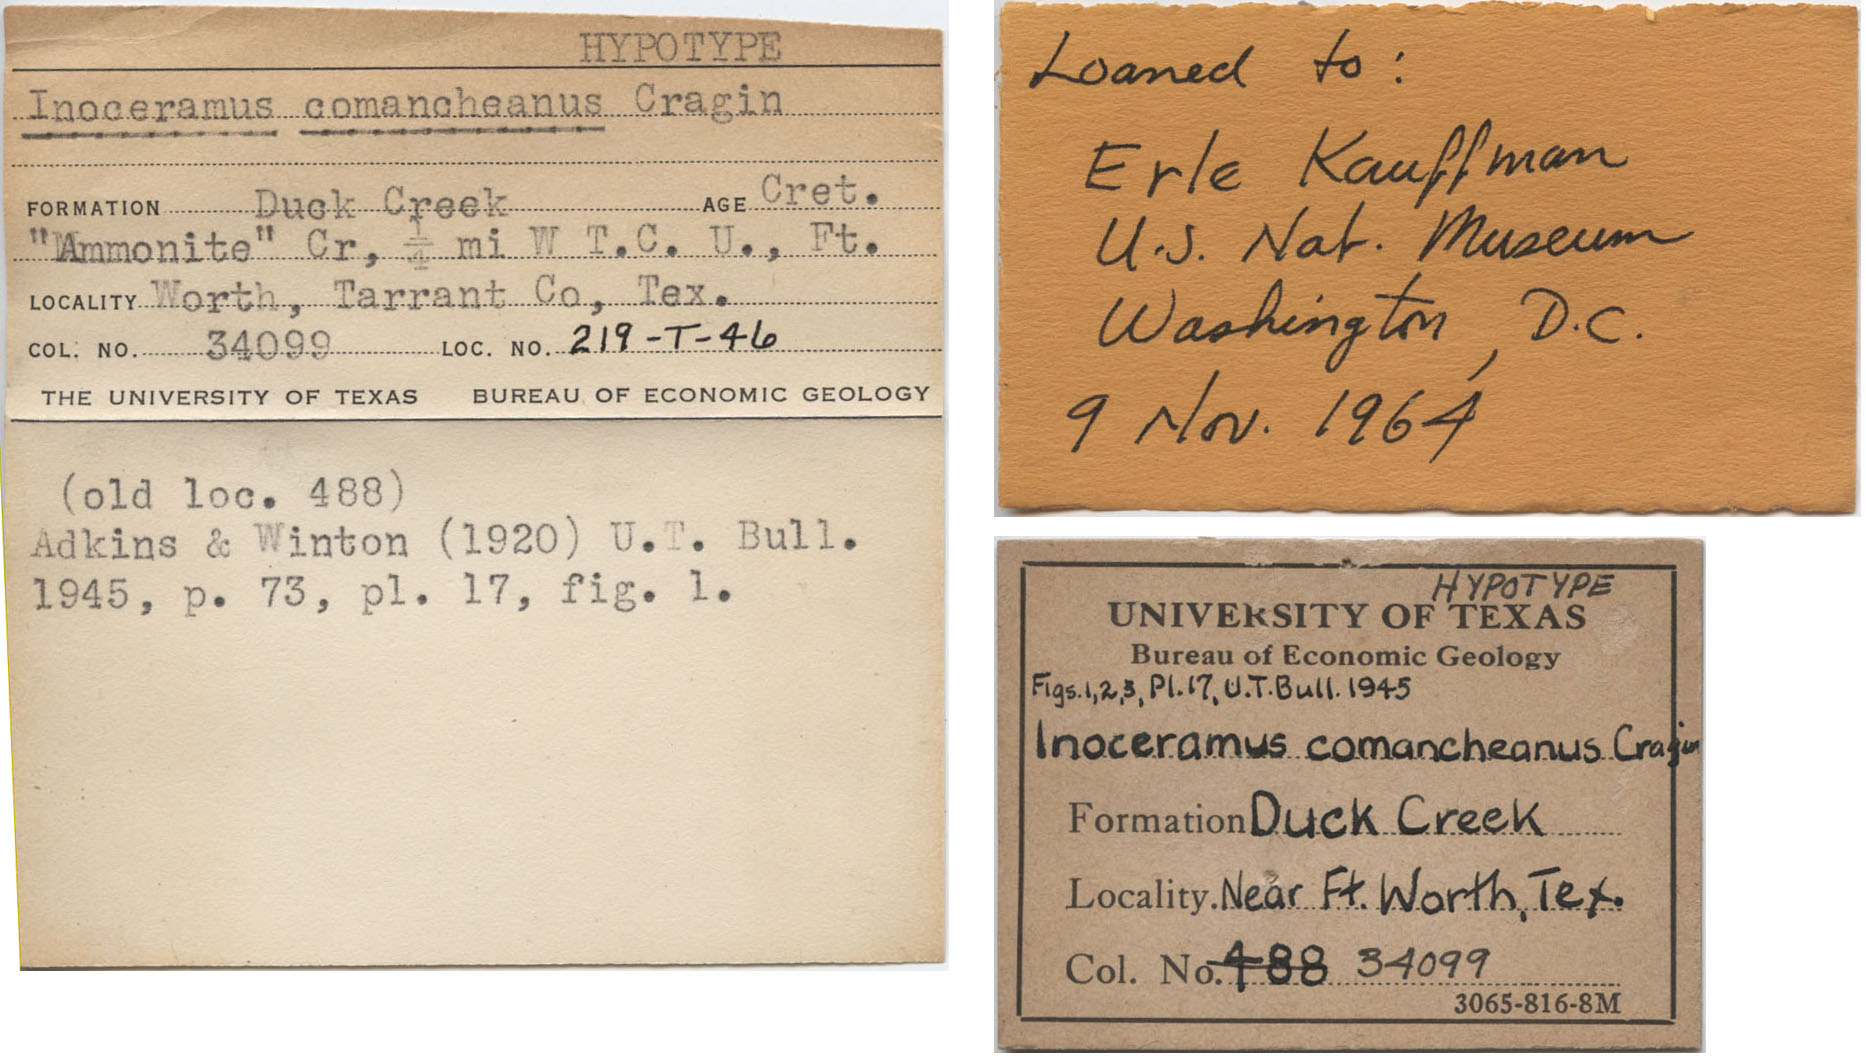 HYPOTYPE
Inoceramus comancheanus Cragin
FORMATION Duck Creek AGE Cret.
"Ammonite" Cr, 1/4 mi W T.C. U., Ft.
LOCALITY Worth, Tarrant Co, Tex.
COL. NO. 34099 LOC. NO. 219-T-46
THE UNIVERSITY OF TEXAS BUREAU OF ECONOMIC GEOLOGY
(old loc. 488)
Adkins & Winton (1920) U.T. Bull.
1945, p. 73, pl. 17, fig. 1.
Loaned to:
Erle Kauffman
U.S. Nat. Museum
Washington, D.C.
9 Nov. 1964
HYPOTYPE
UNIVERSITY OF TEXAS
Bureau of Economic Geology
Figs. 1, 2, 3, Pl. 17, U.T. Bull. 1945
Inoceramus comancheanus Cragin
Formation Duck Creek
Locality. Near Ft. Worth, Tex.
Col. No. 488 34099
3065-816-8M